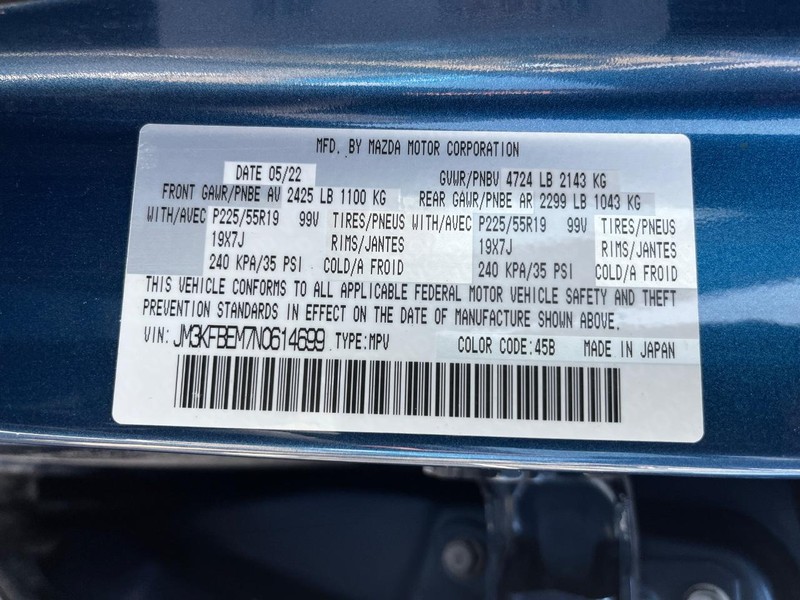 MFD. BY MAZDA MOTOR CORPORATION
DATE 05/22 GVWR/PNBV 4724 LB 2143 KG
FRONT GAWR/PNBE AV 2425 LB 1100 KG REAR GAWR/PNBE AR 2299 LB 1043 KG
WITH/AVEC P225/55R19 99V TIRES/PNEUS WITH/AVEC P225/55R19 99V TIRES/PNEUS
19X7J RIMS/JANTES 19X7J RIMS/JANTES
240 KPA/35 PSI COLD/A FROID 240 KPA/35 PSI COLD/A FROID
THIS VEHICLE CONFORMS TO ALL APPLICABLE FEDERAL MOTOR VEHICLE SAFETY AND THEFT
PREVENTION STANDARDS IN EFFECT ON THE DATE OF MANUFACTURE SHOWN ABOVE.
VIN: JM3KFBEM7N0614699 TYPE:MPV COLOR CODE:45B MADE IN JAPAN